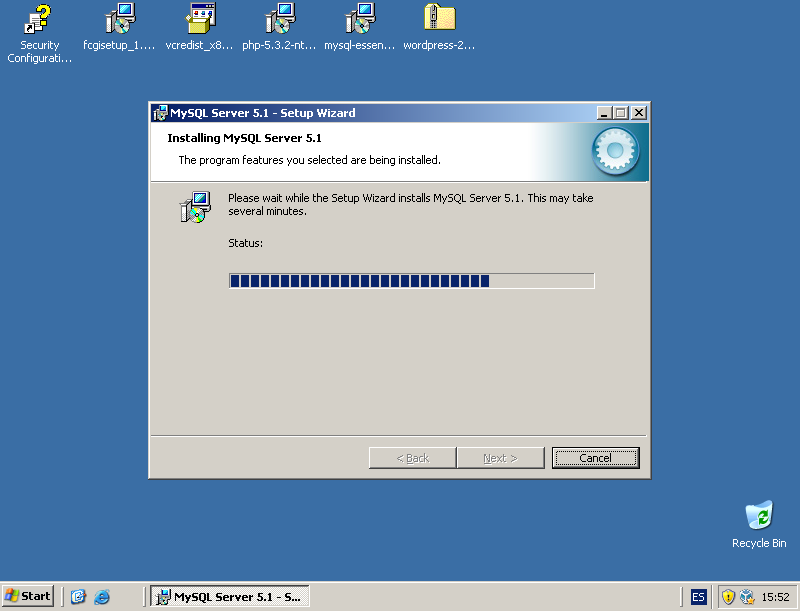 Security
Configurati...
fcgisetup_1....
vcredist_x8...
php-5.3.2-nt...
mysql-essen...
wordpress-2...
MySQL Server 5.1 - Setup Wizard
Installing MySQL Server 5.1
The program features you selected are being installed.
Please wait while the Setup Wizard installs MySQL Server 5.1. This may take
several minutes.
Status:
< Back
Next >
Cancel
Recycle Bin
Start
MySQL Server 5.1 - S...
ES
15:52